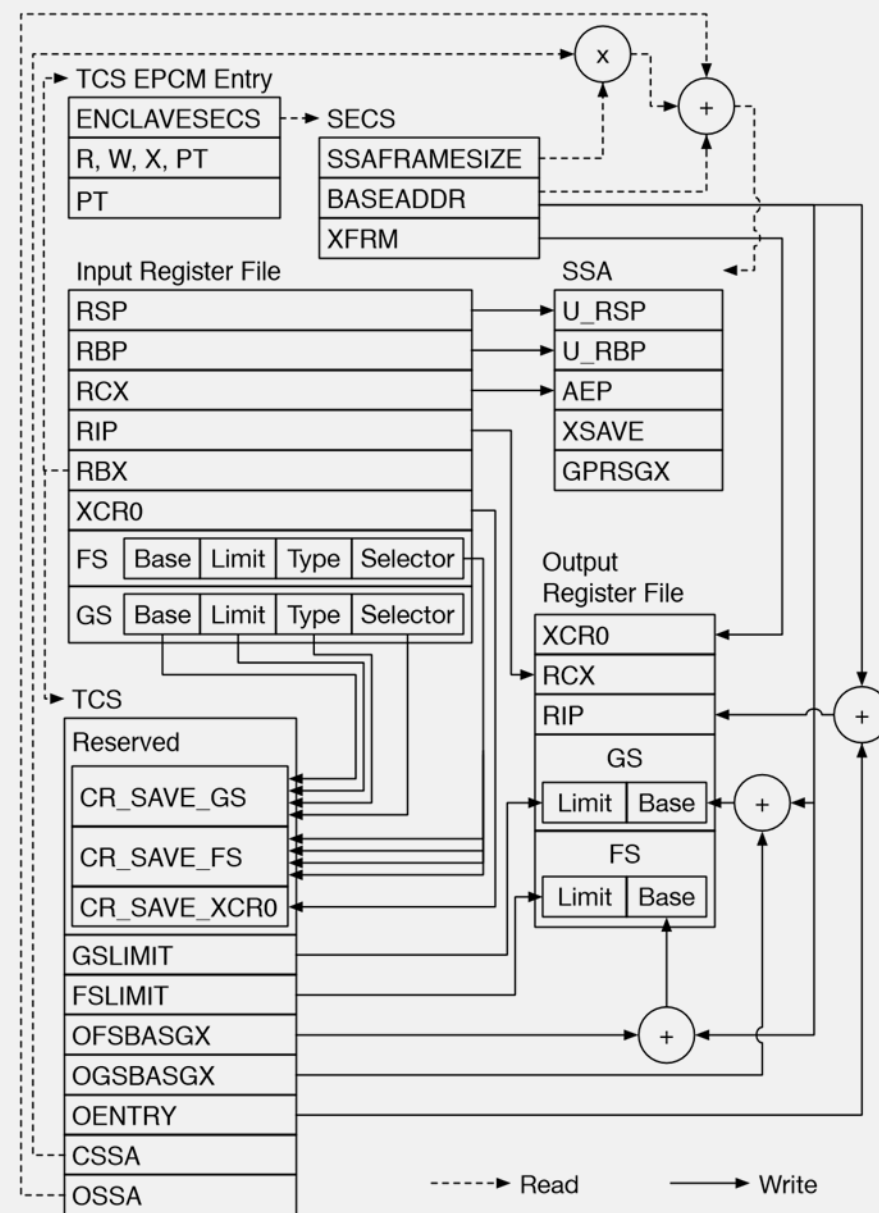 x
TCS EPCM Entry
+
ENCLAVESECS
SECS
R, W, X, PT
SSAFRAMESIZE
PT
BASEADDR
XFRM
Input Register File
SSA
RSP
U_RSP
RBP
U_RBP
RCX
AEP
RIP
XSAVE
RBX
GPRSGX
XCR0
FS Base Limit Type Selector
GS Base Limit Type Selector
Output
Register File
XCR0
RCX
TCS
RIP
+
Reserved
GS
CR_SAVE_GS
Limit Base
+
CR_SAVE_FS
FS
CR_SAVE_XCR0
Limit Base
GSLIMIT
FSLIMIT
OFSBASGX
+
OGSBASGX
OENTRY
CSSA
OSSA
Read
Write